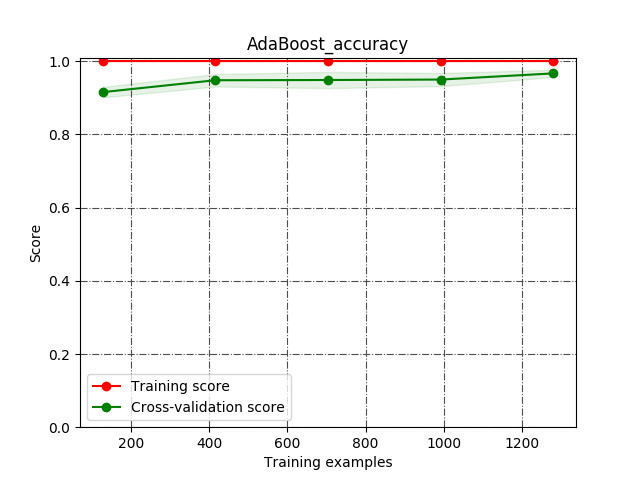 AdaBoost_accuracy
1.0
0.8
0.6
0.4
0.2
0.0
Score
Training score
Cross-validation score
200 400 600 800 1000 1200
Training examples